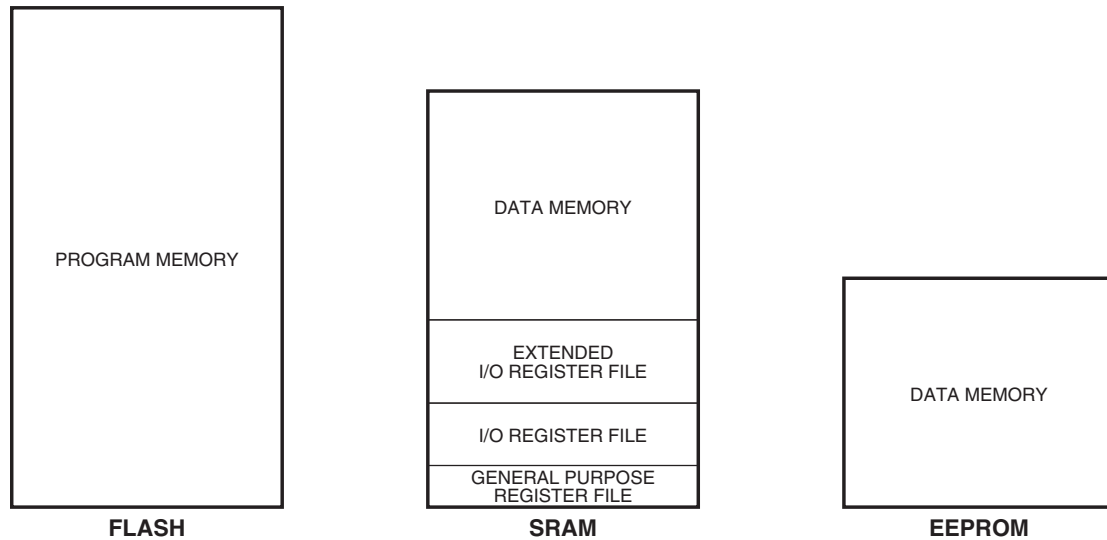 PROGRAM MEMORY
FLASH
DATA MEMORY
EXTENDED
I/O REGISTER FILE
I/O REGISTER FILE
GENERAL PURPOSE
REGISTER FILE
SRAM
DATA MEMORY
EEPROM